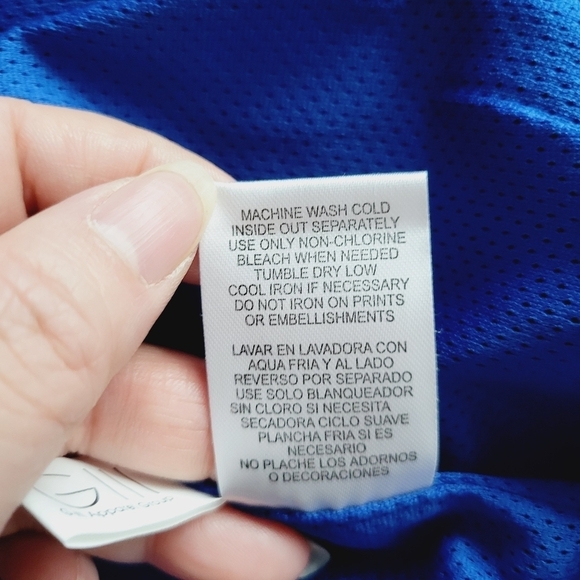 MACHINE WASH COLD
INSIDE OUT SEPARATELY
USE ONLY NON-CHLORINE
BLEACH WHEN NEEDED
TUMBLE DRY LOW
COOL IRON IF NECESSARY
DO NOT IRON ON PRINTS
OR EMBELLISHMENTS
LAVAR EN LAVADORA CON
AQUA FRIA Y AL LADO
REVERSO POR SEPARADO
USE SOLO BLANQUEADOR
SIN CLORO SI NECESITA
SECADORA CICLO SUAVE
PLANCHA FRIA SI ES
NECESARIO
NO PLACHE LOS ADORNOS
O DECORACIONES